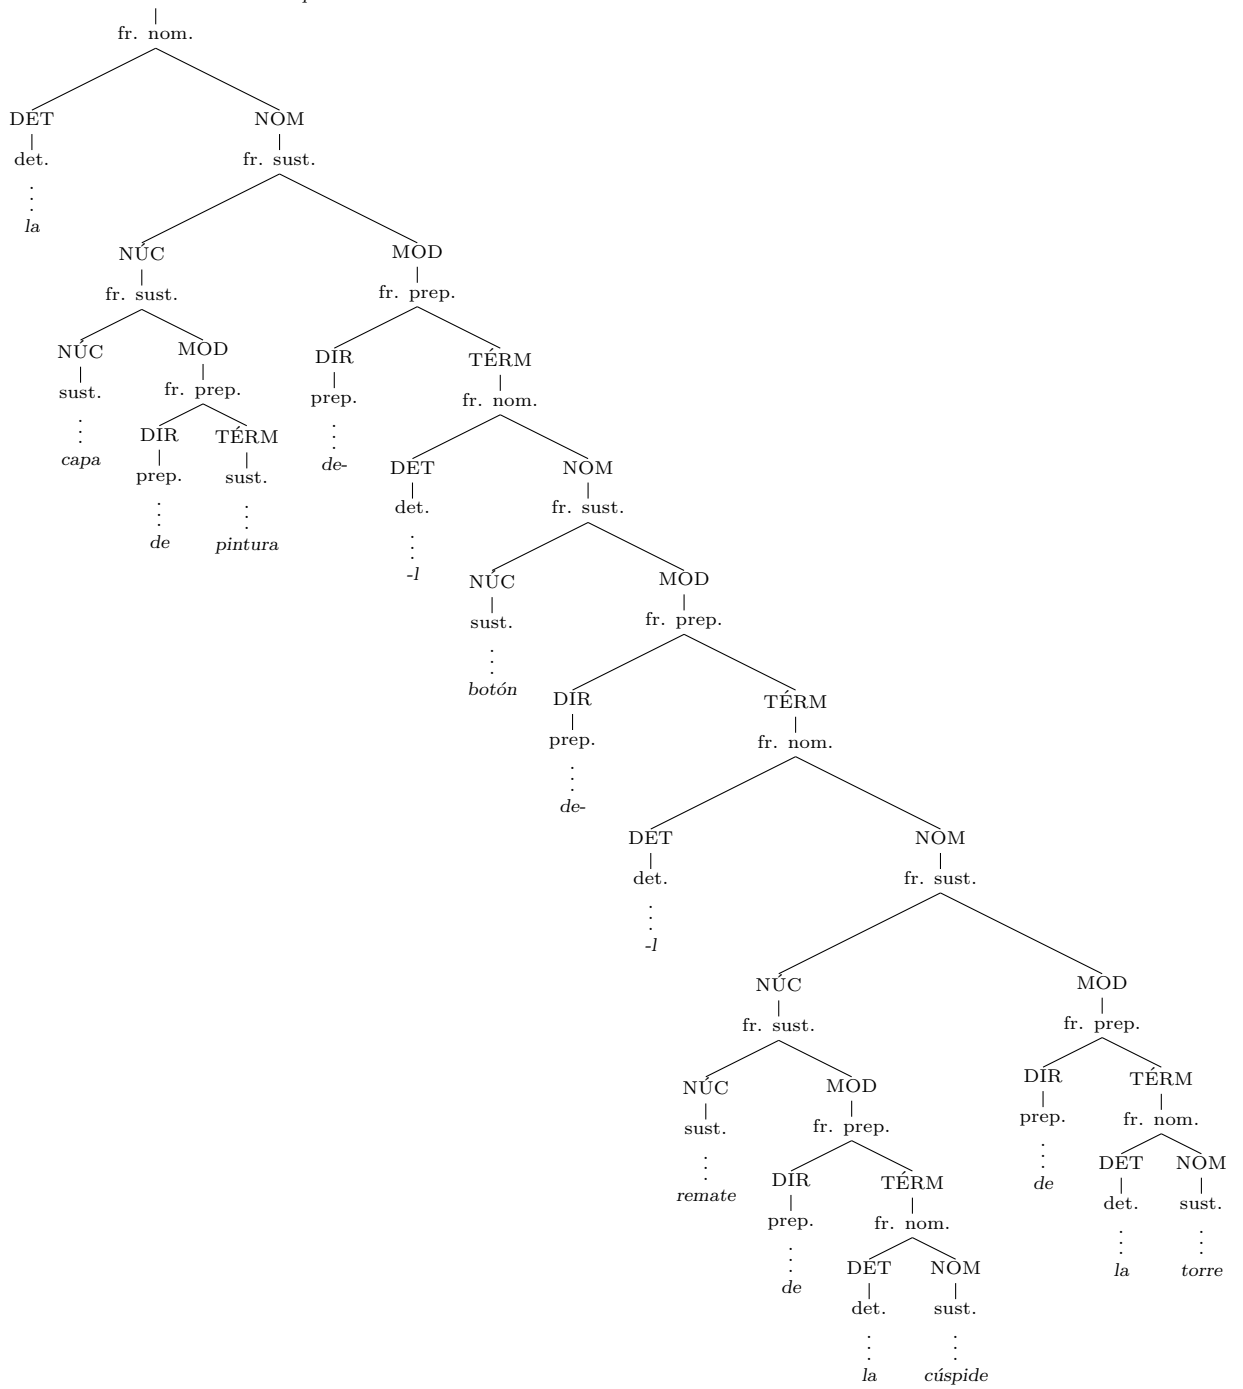 fr. nom.
DET NOM
det. fr. sust.
la
NÚC MOD
fr. sust. fr. prep.
NÚC MOD DIR TÉRM
sust. fr. prep. prep. fr. nom.
capa DIR TÉRM de- DET NOM
prep. sust. det. fr. sust.
de pintura -l
NÚC MOD
sust. fr. prep.
botón DIR TÉRM
prep. fr. nom.
de-
DET NOM
det. fr. sust.
-l
NÚC MOD
fr. sust. fr. prep.
NÚC MOD DIR TÉRM
sust. fr. prep. prep. fr. nom.
remate DIR TÉRM de DET NOM
prep. fr. nom. det. sust.
de DET NOM la torre
det. sust.
la cúspide